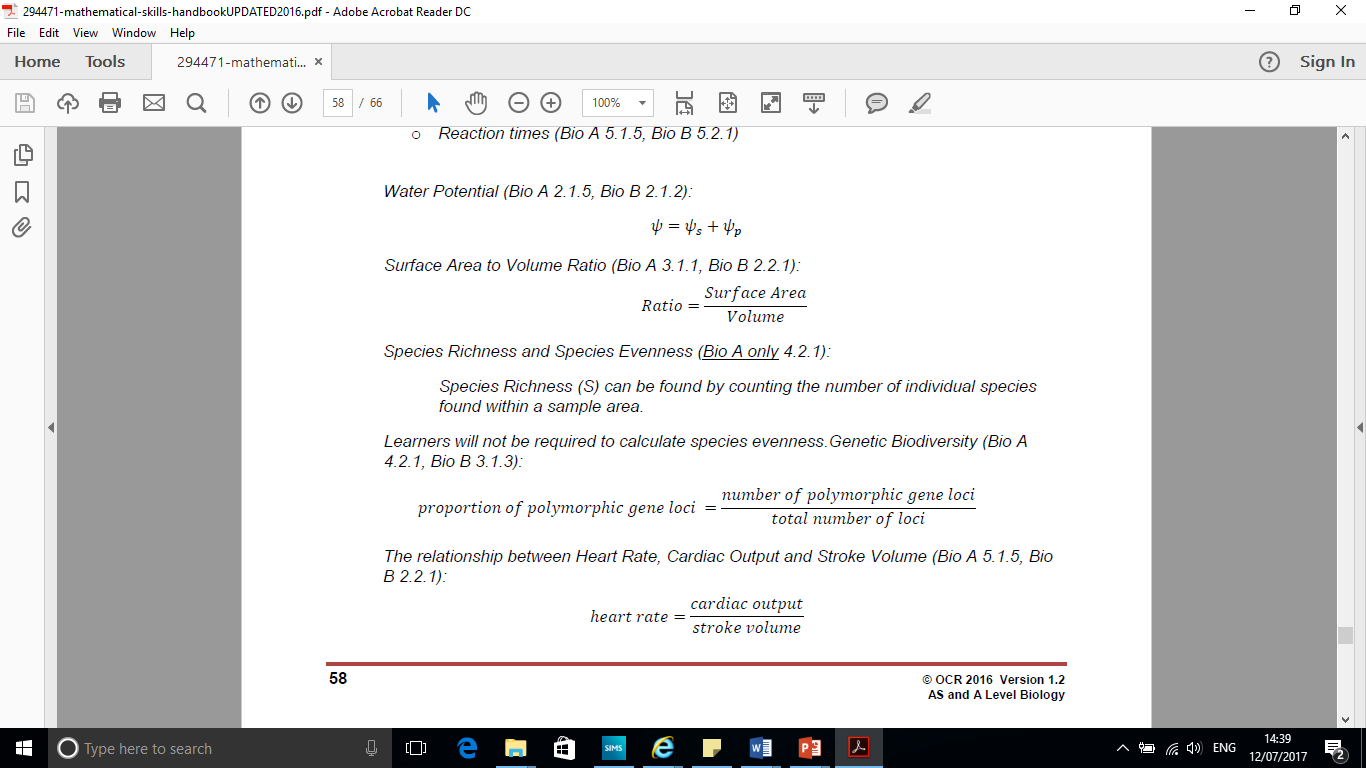 294471-mathematical-skills-handbookUPDATED2016.pdf - Adobe Acrobat Reader DC
File Edit View Window Help
Home Tools 294471-mathemati... × ? Sign In
58 / 66 100%
o Reaction times (Bio A 5.1.5, Bio B 5.2.1)
Water Potential (Bio A 2.1.5, Bio B 2.1.2):
ψ = ψs + ψp
Surface Area to Volume Ratio (Bio A 3.1.1, Bio B 2.2.1):
Ratio = Surface Area / Volume
Species Richness and Species Evenness (Bio A only 4.2.1):
Species Richness (S) can be found by counting the number of individual species
found within a sample area.
Learners will not be required to calculate species evenness.Genetic Biodiversity (Bio A
4.2.1, Bio B 3.1.3):
proportion of polymorphic gene loci = number of polymorphic gene loci / total number of loci
The relationship between Heart Rate, Cardiac Output and Stroke Volume (Bio A 5.1.5, Bio
B 2.2.1):
heart rate = cardiac output / stroke volume
58
© OCR 2016 Version 1.2
AS and A Level Biology
Type here to search
SIMS
ENG
14:39
12/07/2017
2